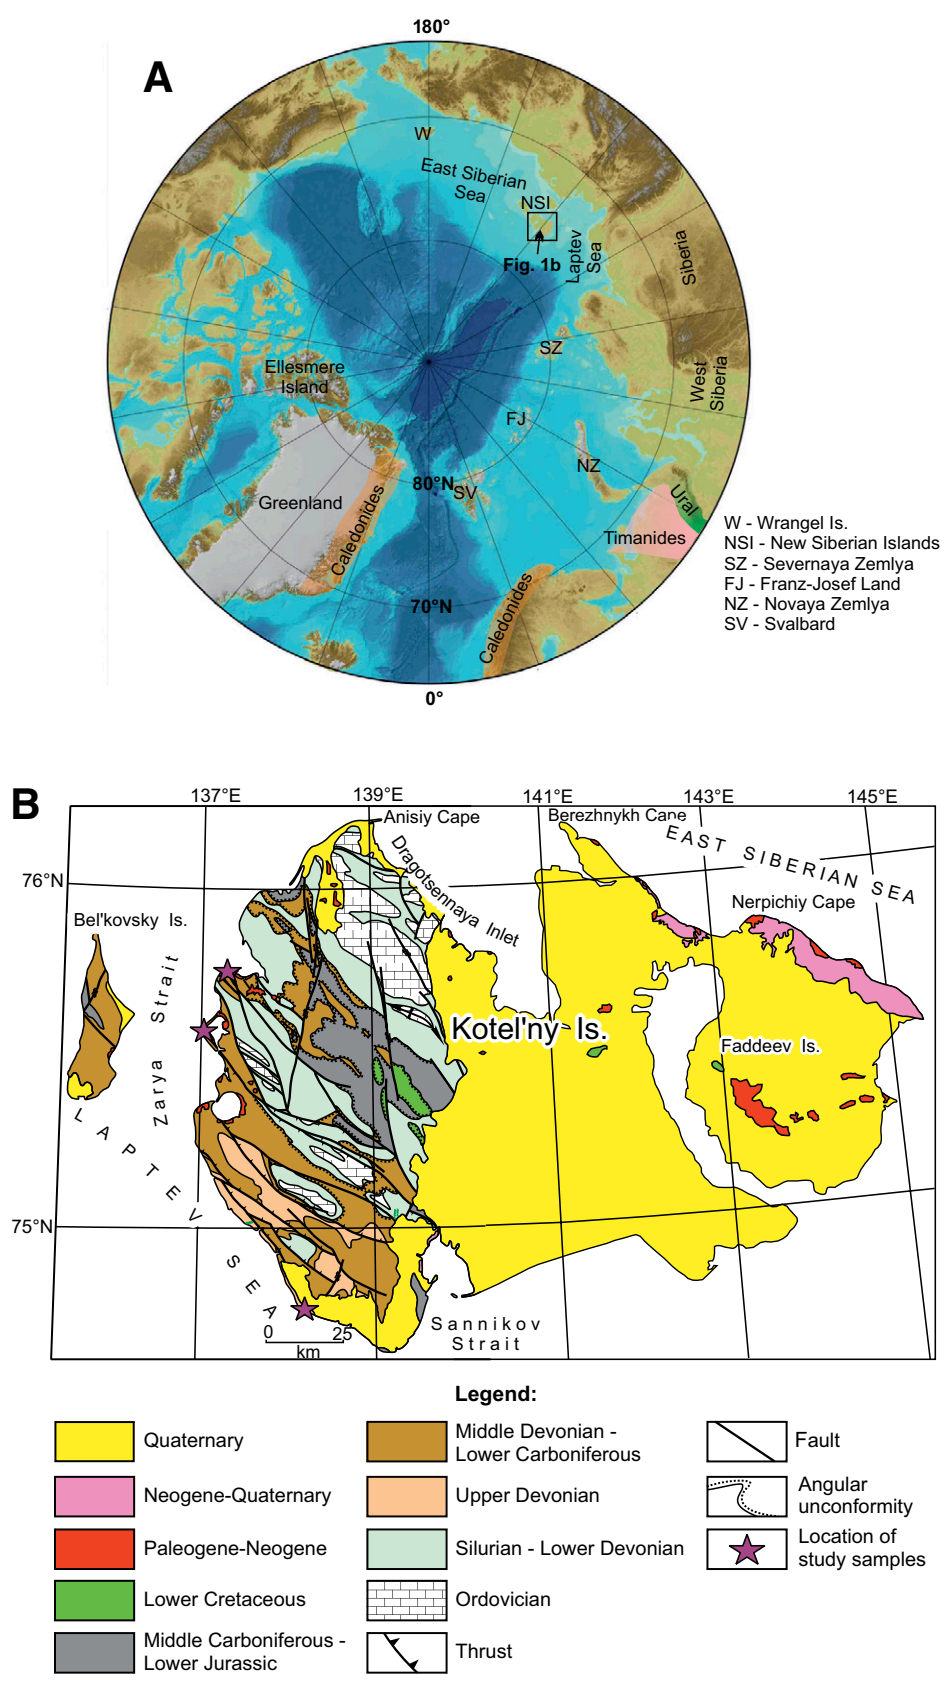 180°
A
W
East Siberian
Sea
NSI
Laptev
Sea
Fig. 1b
Siberia
SZ
Ellesmere
Island
West
Siberia
FJ
NZ
80°N
SV
Greenland
Caledonides
Ural
Timanides
70°N
Caledonides
0°
W - Wrangel Is.
NSI - New Siberian Islands
SZ - Severnaya Zemlya
FJ - Franz-Josef Land
NZ - Novaya Zemlya
SV - Svalbard
B
137°E
139°E
141°E
143°E
145°E
Anisiy Cape
Berezhnykh Cape
EAST SIBERIAN SEA
Dragotsennaya Inlet
76°N
Nerpichiy Cape
Bel'kovsky Is.
Zarya Strait
Kotel'ny Is.
Faddeev Is.
LAPTEV SEA
75°N
0 25
km
Sannikov
Strait
Legend:
Quaternary
Neogene-Quaternary
Paleogene-Neogene
Lower Cretaceous
Middle Carboniferous -
Lower Jurassic
Middle Devonian -
Lower Carboniferous
Upper Devonian
Silurian - Lower Devonian
Ordovician
Thrust
Fault
Angular
unconformity
Location of
study samples